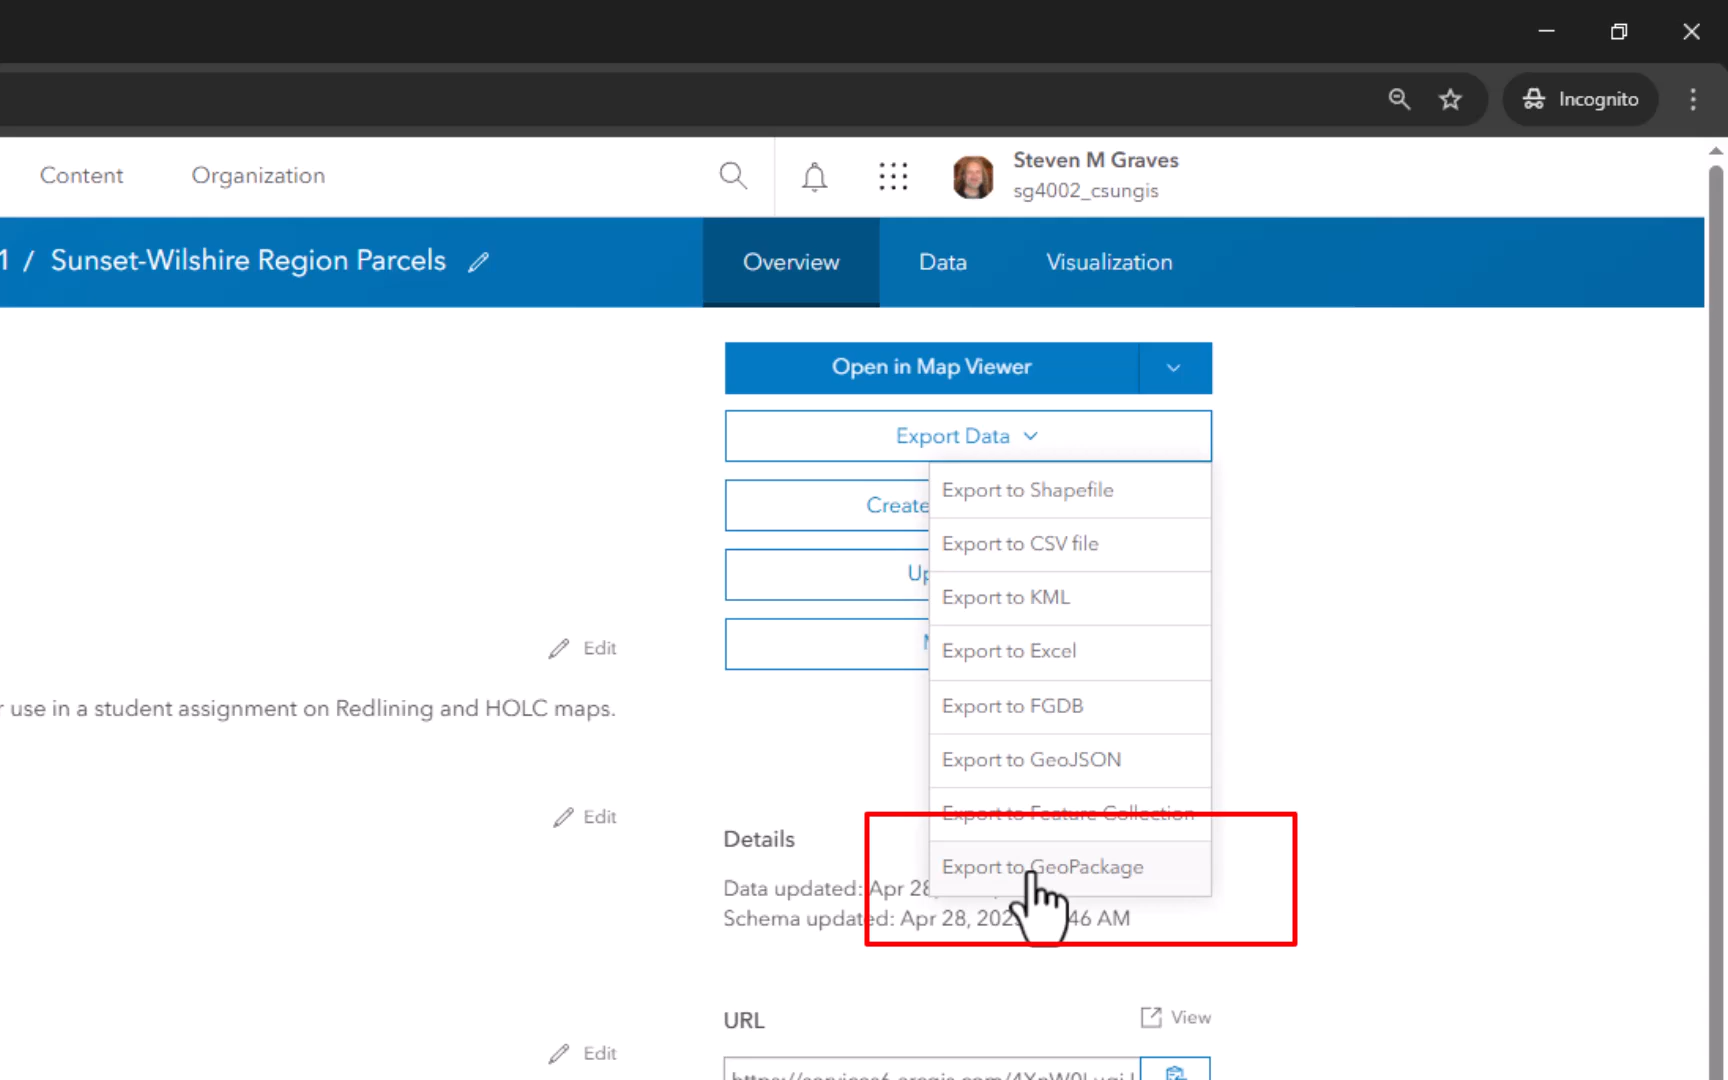 Incognito
Content
Organization
Steven M Graves
sg4002_csungis
1 / Sunset-Wilshire Region Parcels
Overview
Data
Visualization
Open in Map Viewer
Export Data
Export to Shapefile
Create
Export to CSV file
Export to KML
Export to Excel
Edit
Export to FGDB
use in a student assignment on Redlining and HOLC maps.
Export to GeoJSON
Export to Feature Collection
Edit
Details
Export to GeoPackage
Data updated: Apr 28
Schema updated: Apr 28, 202 46 AM
URL
View
Edit